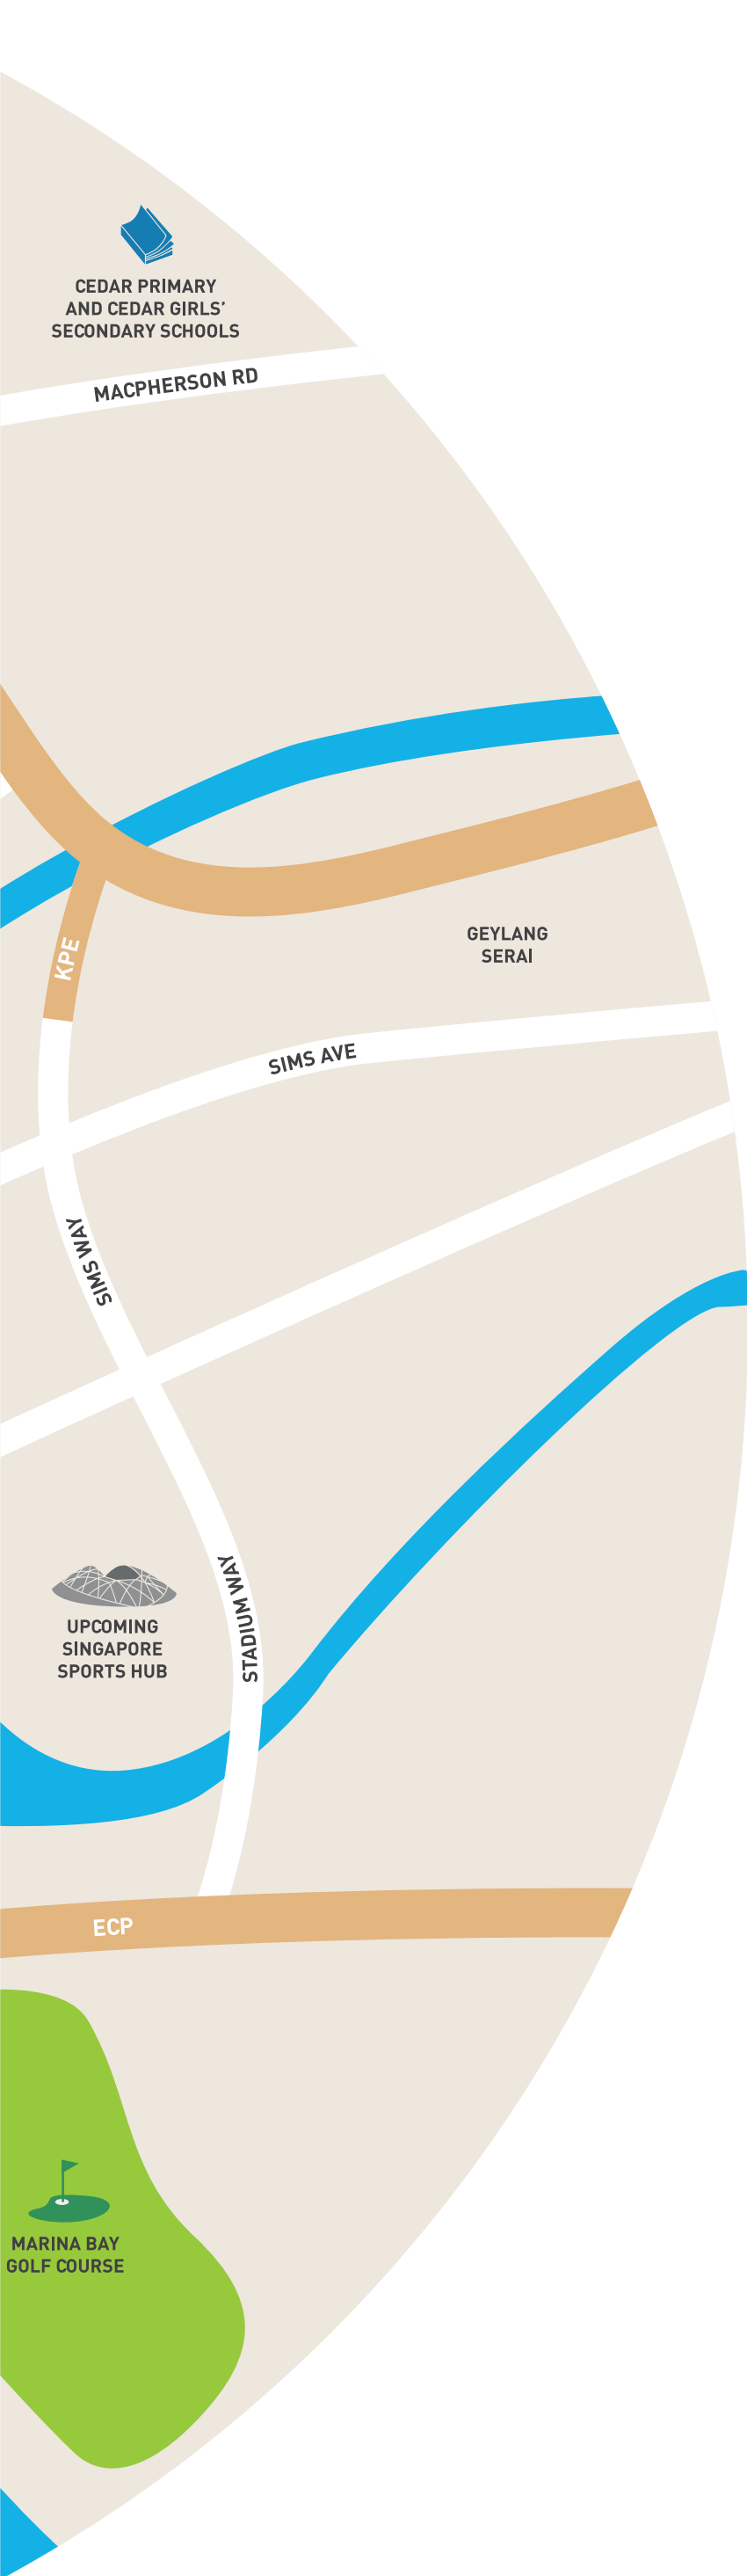 CEDAR PRIMARY
AND CEDAR GIRLS’
SECONDARY SCHOOLS
MACPHERSON RD
GEYLANG
SERAI
KPE
SIMS AVE
SIMS WAY
STADIUM WAY
UPCOMING
SINGAPORE
SPORTS HUB
ECP
MARINA BAY
GOLF COURSE